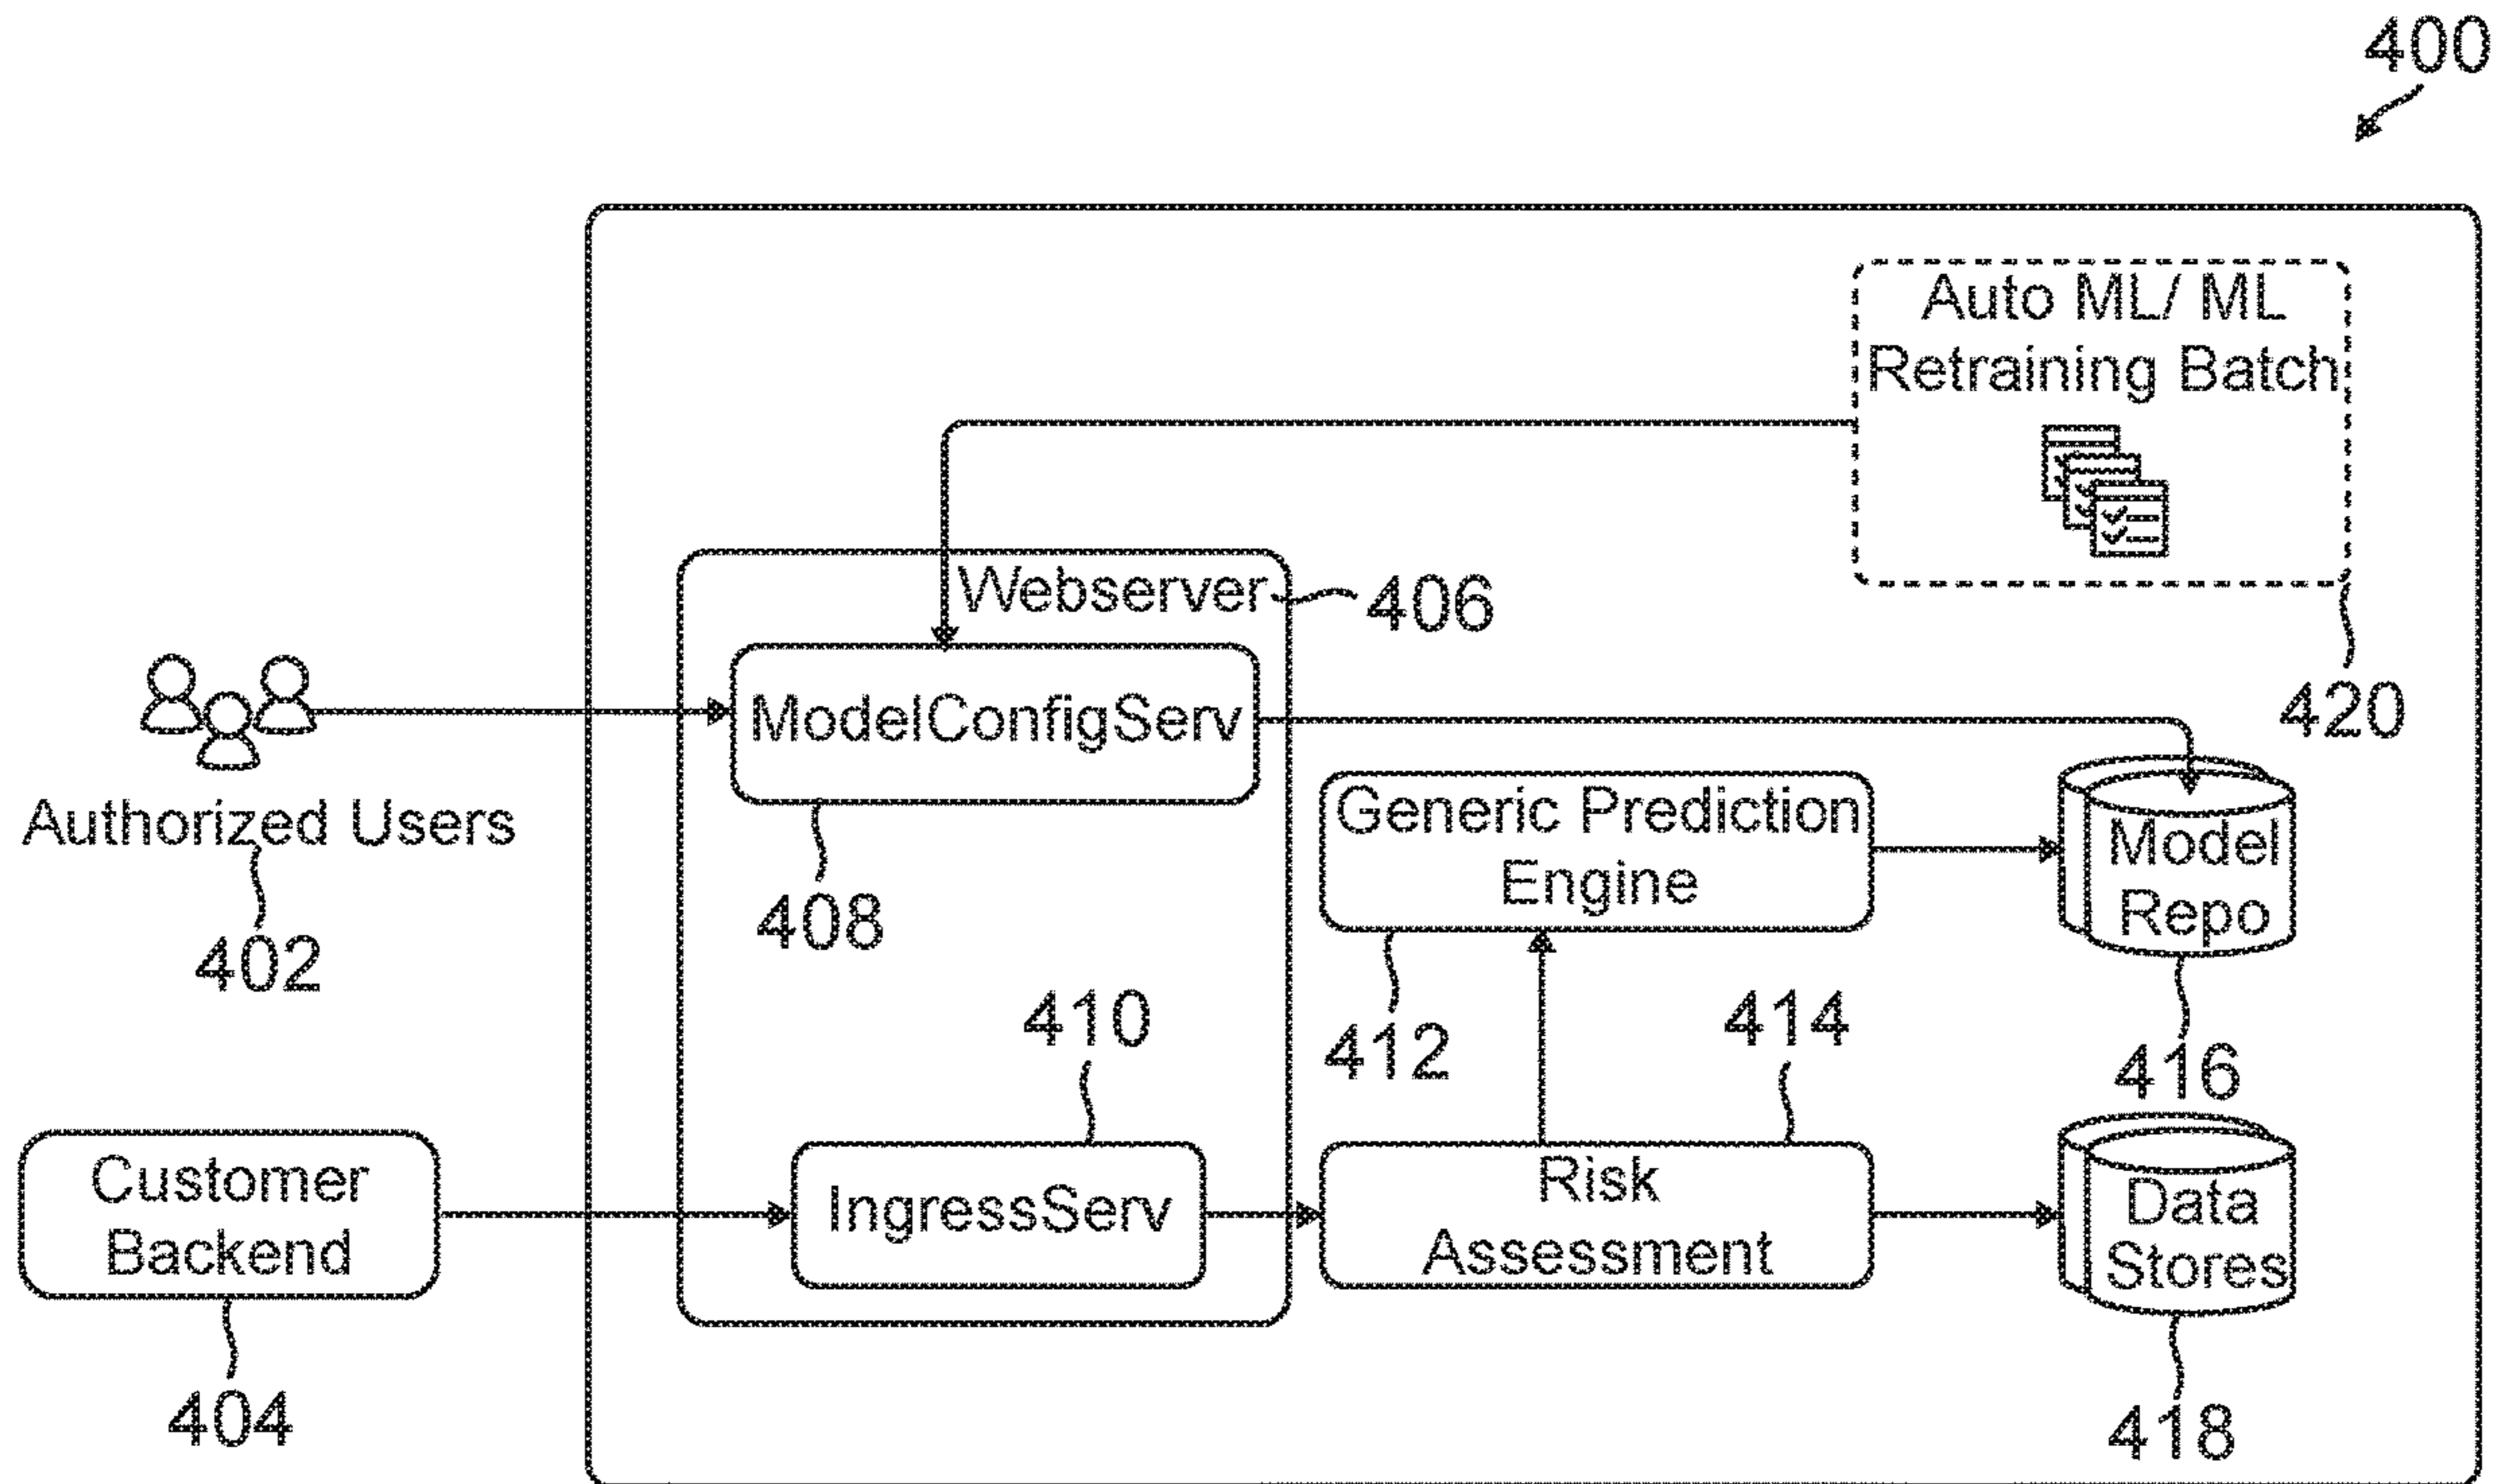 400
Auto ML/ ML
Retraining Batch
Webserver
406
ModelConfigServ
420
Authorized Users
402
408
Generic Prediction
Engine
Model
Repo
410
412
414
416
Customer
Backend
IngressServ
Risk
Assessment
Data
Stores
404
418